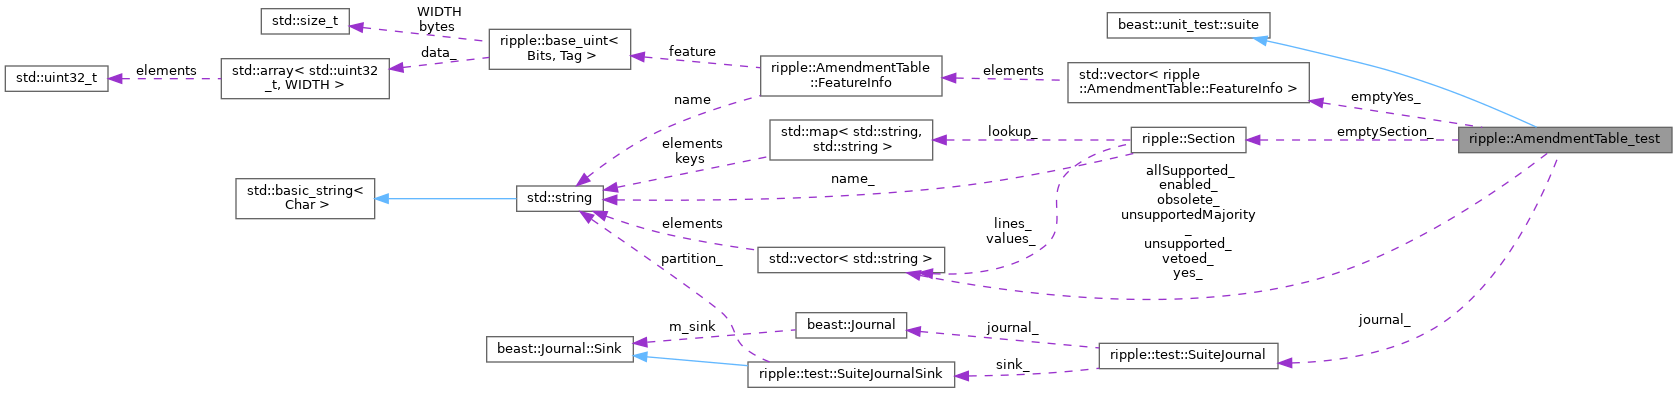 std::size_t
WIDTH
bytes
beast::unit_test::suite
ripple::base_uint<
Bits, Tag >
feature
data_
std::uint32_t
elements
std::array< std::uint32
_t, WIDTH >
ripple::AmendmentTable
::FeatureInfo
elements
std::vector< ripple
::AmendmentTable::FeatureInfo >
emptyYes_
name
elements
keys
std::map< std::string,
std::string >
lookup_
ripple::Section
emptySection_
ripple::AmendmentTable_test
std::basic_string<
Char >
std::string
name_
allSupported_
enabled_
obsolete_
unsupportedMajority
_
unsupported_
vetoed_
yes_
elements
lines_
values_
partition_
std::vector< std::string >
m_sink
beast::Journal
journal_
journal_
beast::Journal::Sink
ripple::test::SuiteJournal
ripple::test::SuiteJournalSink
sink_